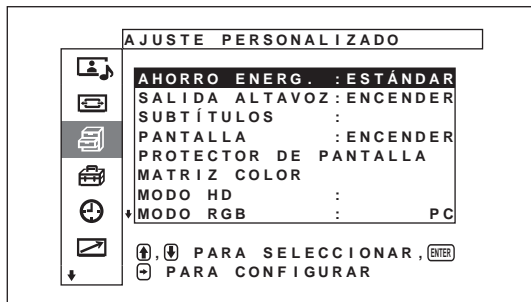 AJUSTE PERSONALIZADO
AHORRO ENERG. :ESTÁNDAR
SALIDA ALTAVOZ:ENCENDER
SUBTÍTULOS :
PANTALLA :ENCENDER
PROTECTOR DE PANTALLA
MATRIZ COLOR
MODO HD :
MODO RGB : PC
, PARA SELECCIONAR, ENTER
PARA CONFIGURAR